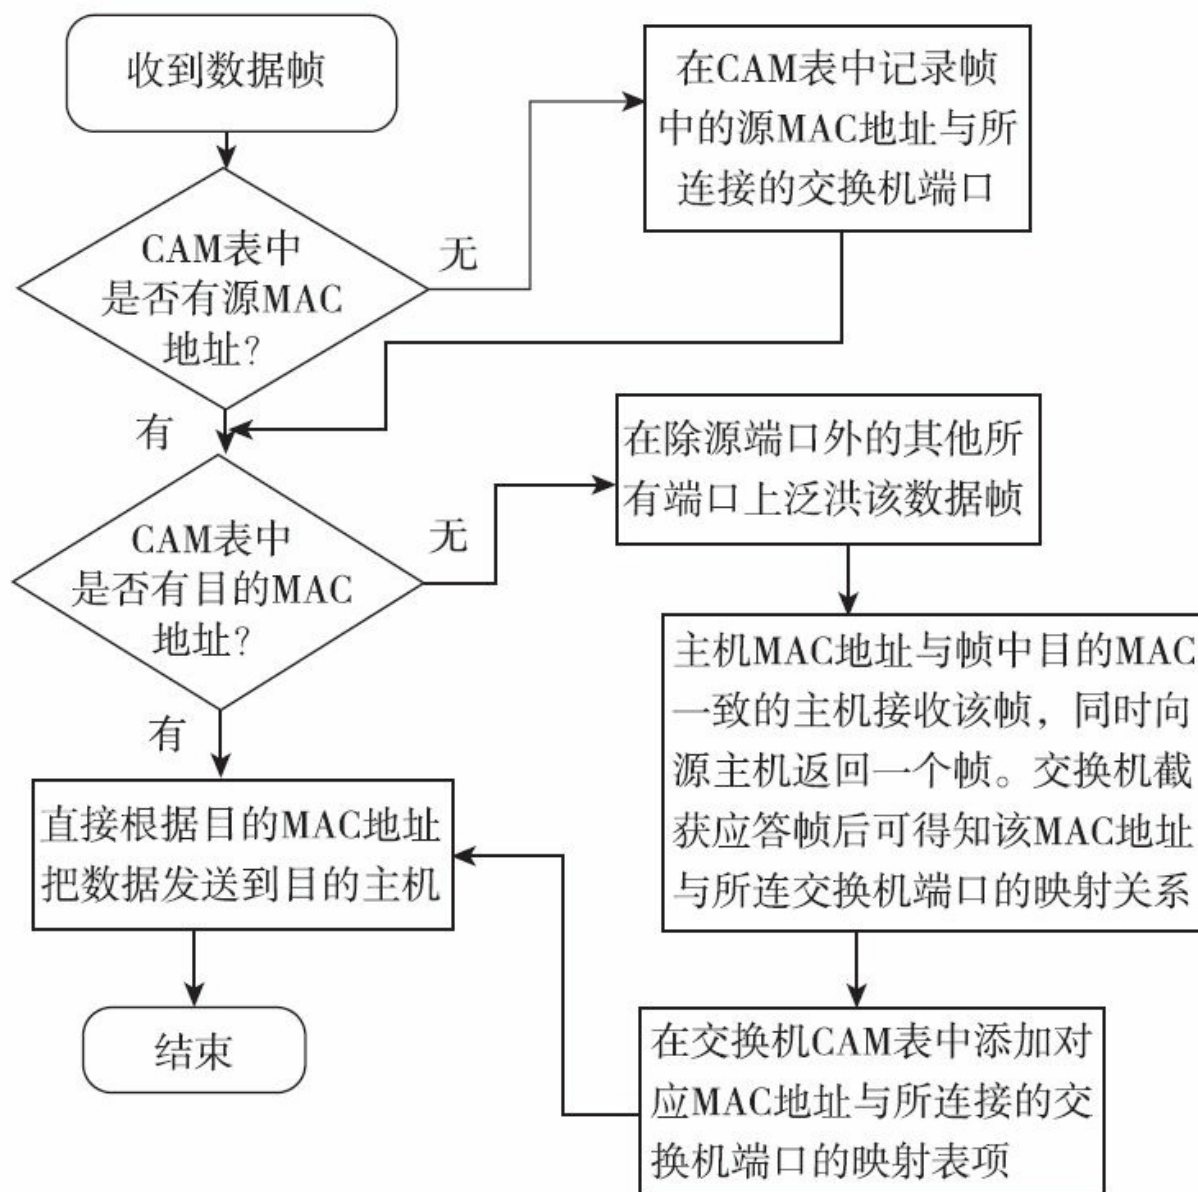 收到数据帧
在CAM表中记录帧
中的源MAC地址与所
连接的交换机端口
CAM表中
是否有源MAC
地址？
无
有
在除源端口外的其他所
有端口上泛洪该数据帧
CAM表中
是否有目的MAC
地址？
无
主机MAC地址与帧中目的MAC
一致的主机接收该帧，同时向
源主机返回一个帧。交换机截
获应答帧后可得知该MAC地址
与所连交换机端口的映射关系
有
直接根据目的MAC地址
把数据发送到目的主机
结束
在交换机CAM表中添加对
应MAC地址与所连接的交
换机端口的映射表项